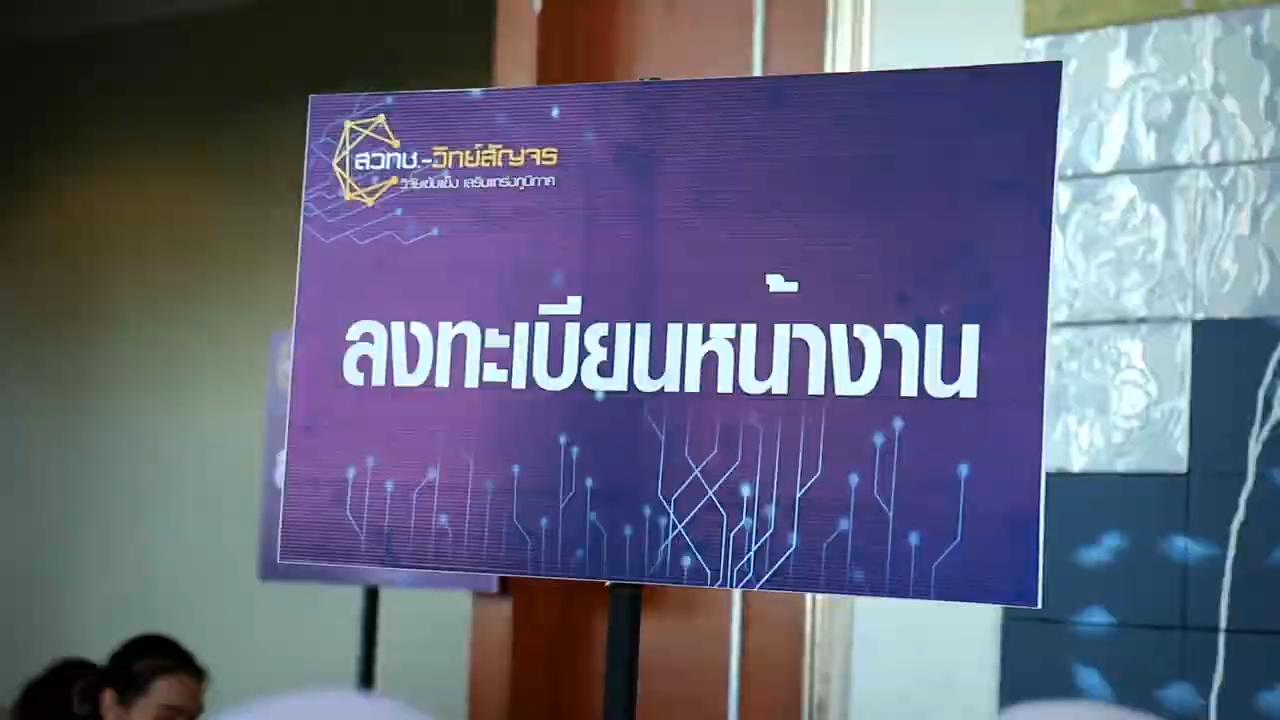 สวทช.-วิทย์สัญจร
วิจัยเข้มแข็ง เสริมแกร่งภูมิภาค
ลงทะเบียนหน้างาน